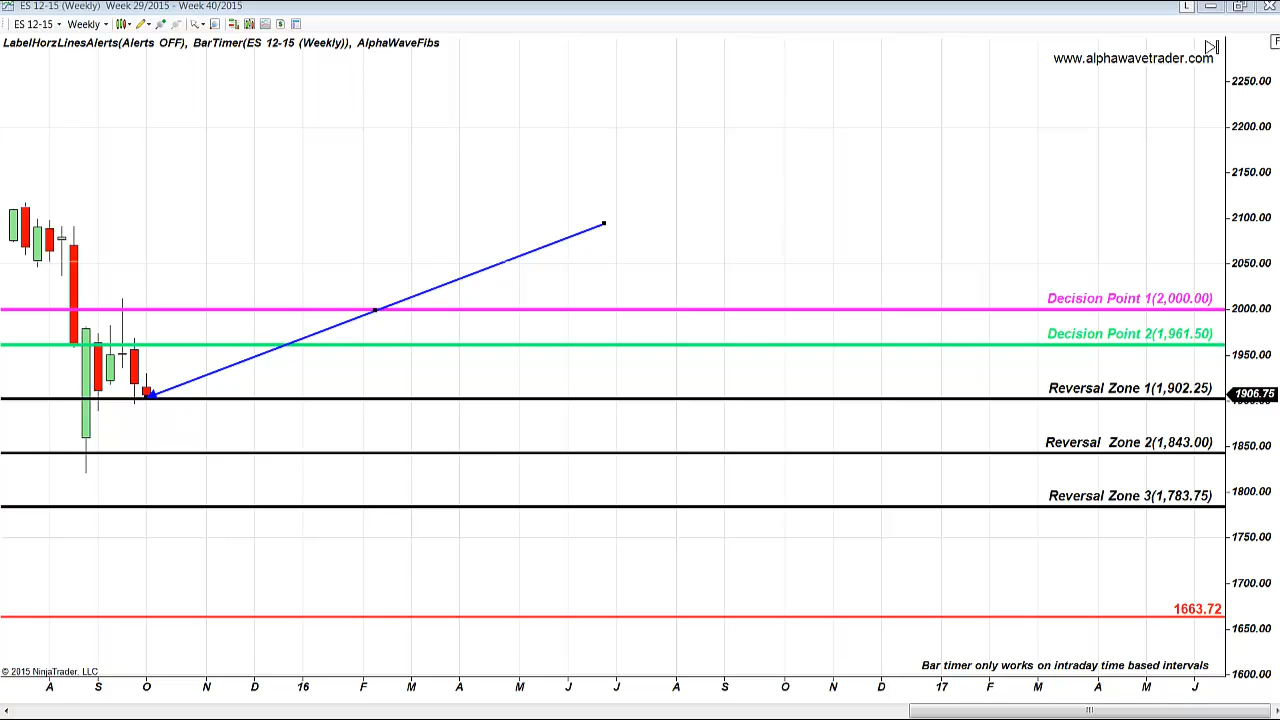 ES 12-15 (Weekly)  Week 29/2015 - Week 40/2015
L
ES 12-15 Weekly
LabelHorzLinesAlerts(Alerts OFF), BarTimer(ES 12-15 (Weekly)), AlphaWaveFibs
F
www.alphawavetrader.com
2250.00
2200.00
2150.00
2100.00
2050.00
Decision Point 1(2,000.00)
2000.00
Decision Point 2(1,961.50)
1950.00
Reversal Zone 1(1,902.25)
1906.75
Reversal  Zone 2(1,843.00)
1850.00
Reversal Zone 3(1,783.75)
1800.00
1750.00
1700.00
1663.72
1650.00
Bar timer only works on intraday time based intervals
© 2015 NinjaTrader, LLC
1600.00
A S O N D 16 F M A M J J A S O N D 17 F M A M J